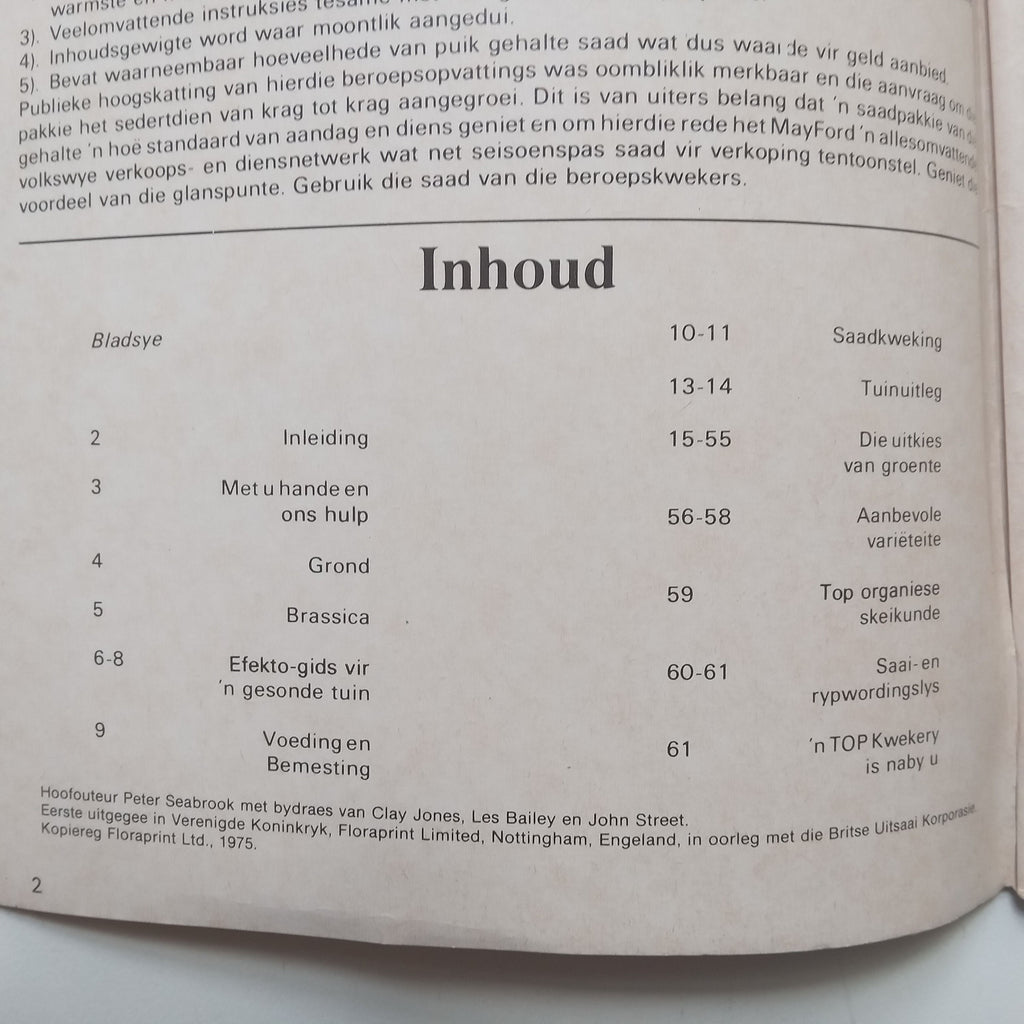 warmste en
3). Veelomvattende instruksies tesame
4). Inhoudsgewigte word waar moontlik aangedui.
5). Bevat waarneembaar hoeveelhede van puik gehalte saad wat dus waarde vir geld aanbied.
Publieke hoogskatting van hierdie beroepsopvattings was oombliklik merkbaar en die aanvraag om
pakkie het sedertdien van krag tot krag aangegroei. Dit is van uiters belang dat 'n saadpakkie van
gehalte 'n hoë standaard van aandag en diens geniet en om hierdie rede het MayFord 'n allesomvattende
volkswye verkoops- en diensnetwerk wat net seisoenspas saad vir verkoping tentoonstel. Geniet
voordeel van die glanspunte. Gebruik die saad van die beroepskwekers.
Inhoud
Bladsye
2 Inleiding
3 Met u hande en
ons hulp
4 Grond
5 Brassica
6-8 Efekto-gids vir
'n gesonde tuin
9 Voeding en
Bemesting
10-11 Saadkweking
13-14 Tuinuitleg
15-55 Die uitkies
van groente
56-58 Aanbevole
variëteite
59 Top organiese
skeikunde
60-61 Saai- en
rypwordingslys
61 'n TOP Kwekery
is naby u
Hoofouteur Peter Seabrook met bydraes van Clay Jones, Les Bailey en John Street.
Eerste uitgegee in Verenigde Koninkryk, Floraprint Limited, Nottingham, Engeland, in oorleg met die Britse Uitsaai Korporasie.
Kopiereg Floraprint Ltd., 1975.
2